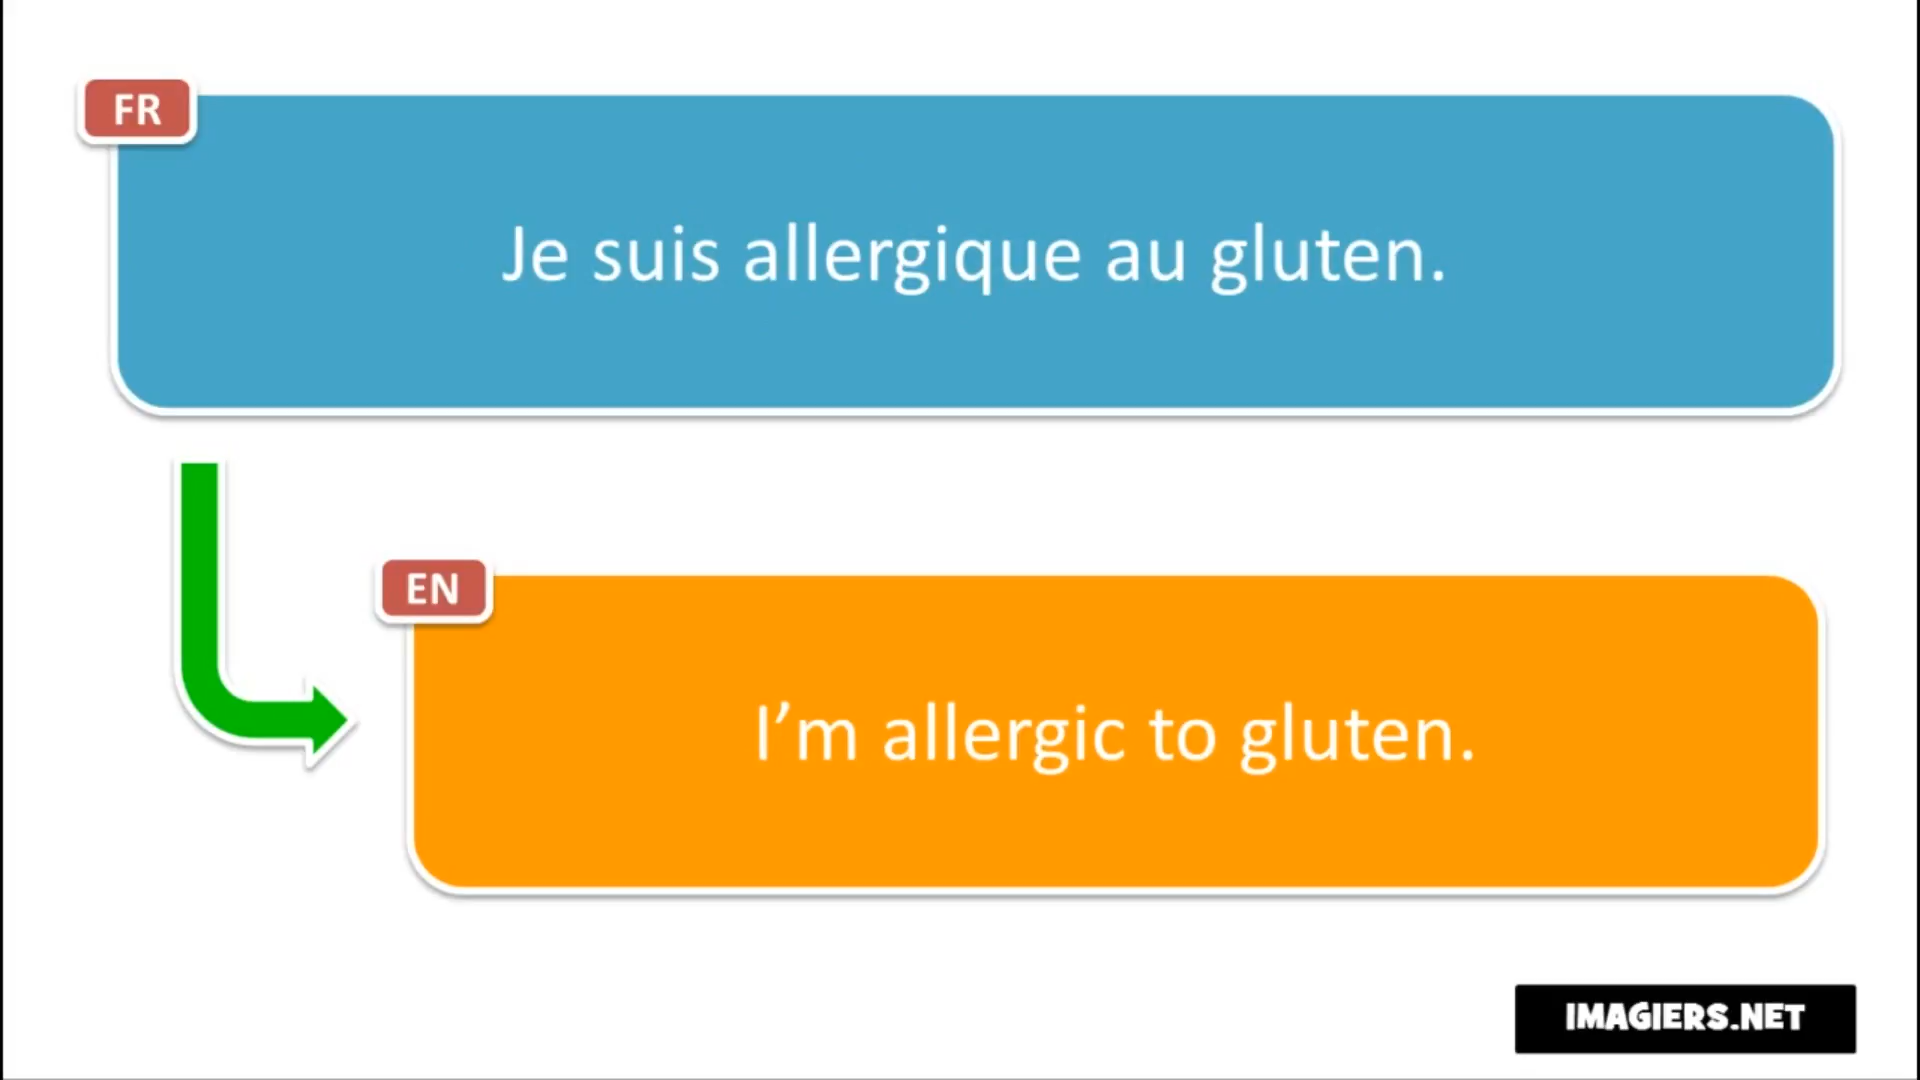 FR
Je suis allergique au gluten.
EN
I’m allergic to gluten.
IMAGIERS.NET